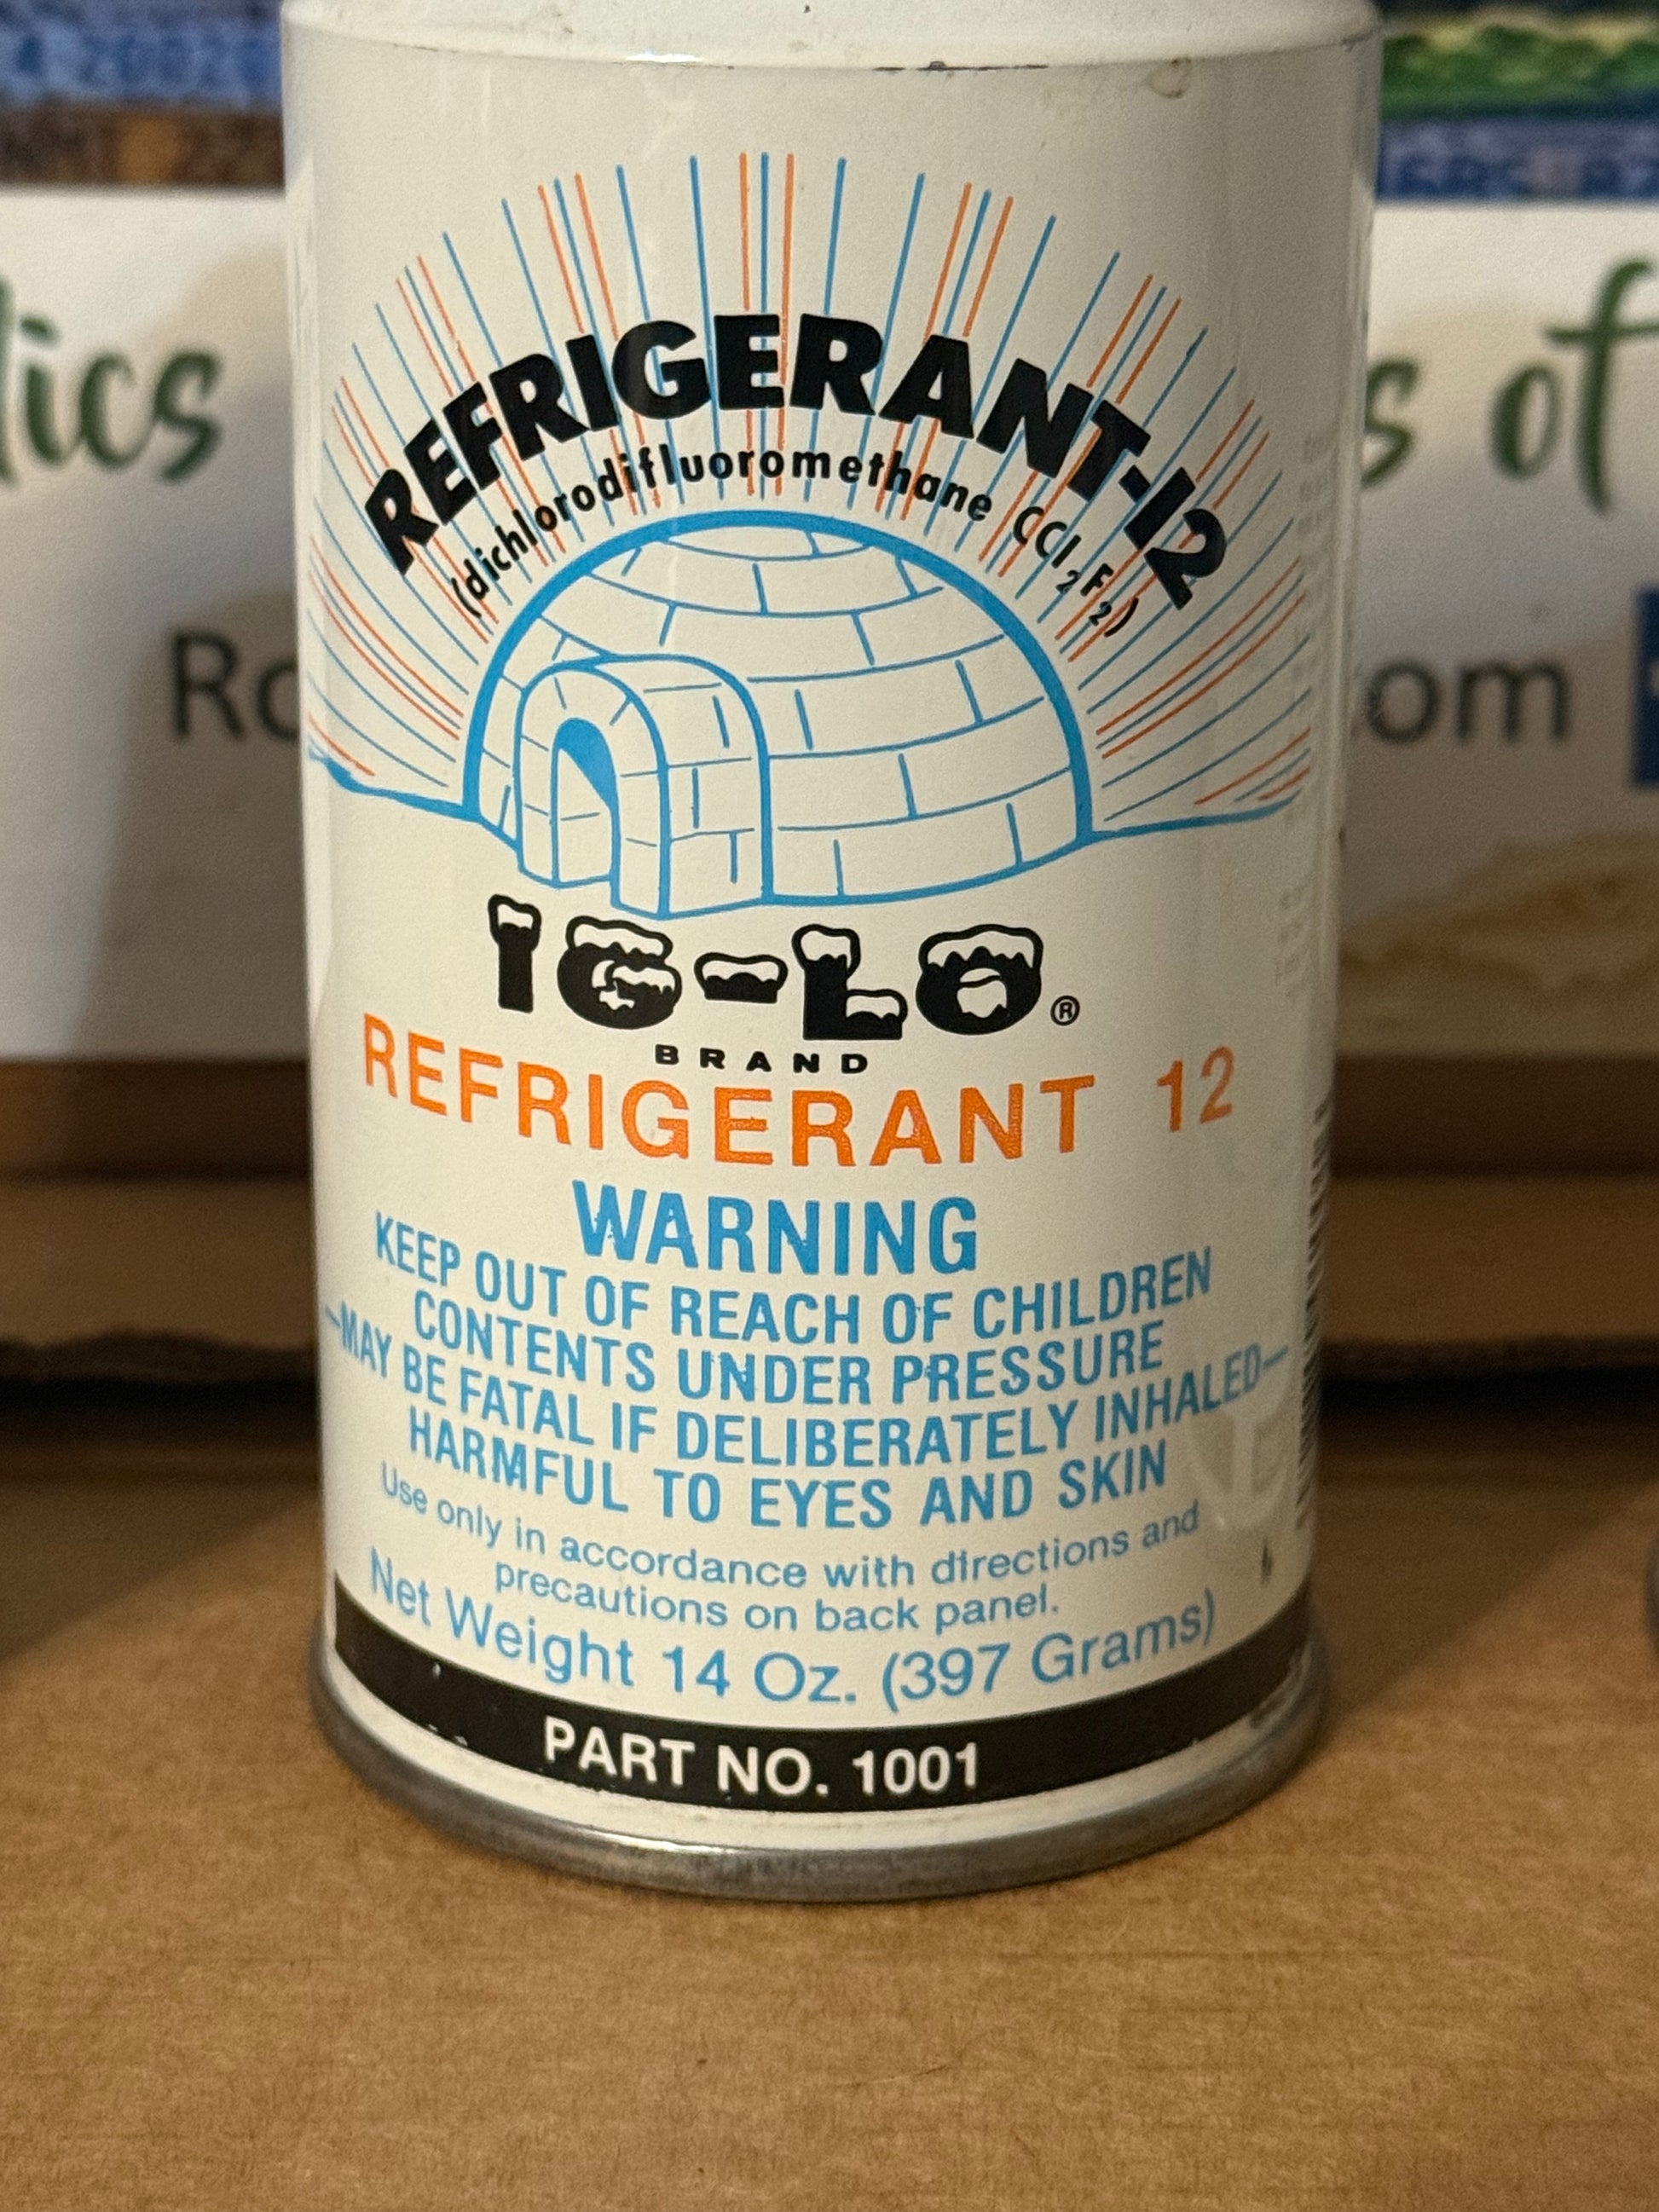 REFRIGERANT-12
(dichlorodifluoromethane CCl₂F₂)
IG-LO®
BRAND
REFRIGERANT 12
WARNING
KEEP OUT OF REACH OF CHILDREN
CONTENTS UNDER PRESSURE
—MAY BE FATAL IF DELIBERATELY INHALED—
HARMFUL TO EYES AND SKIN
Use only in accordance with directions and
precautions on back panel.
Net Weight 14 Oz. (397 Grams)
PART NO. 1001
of